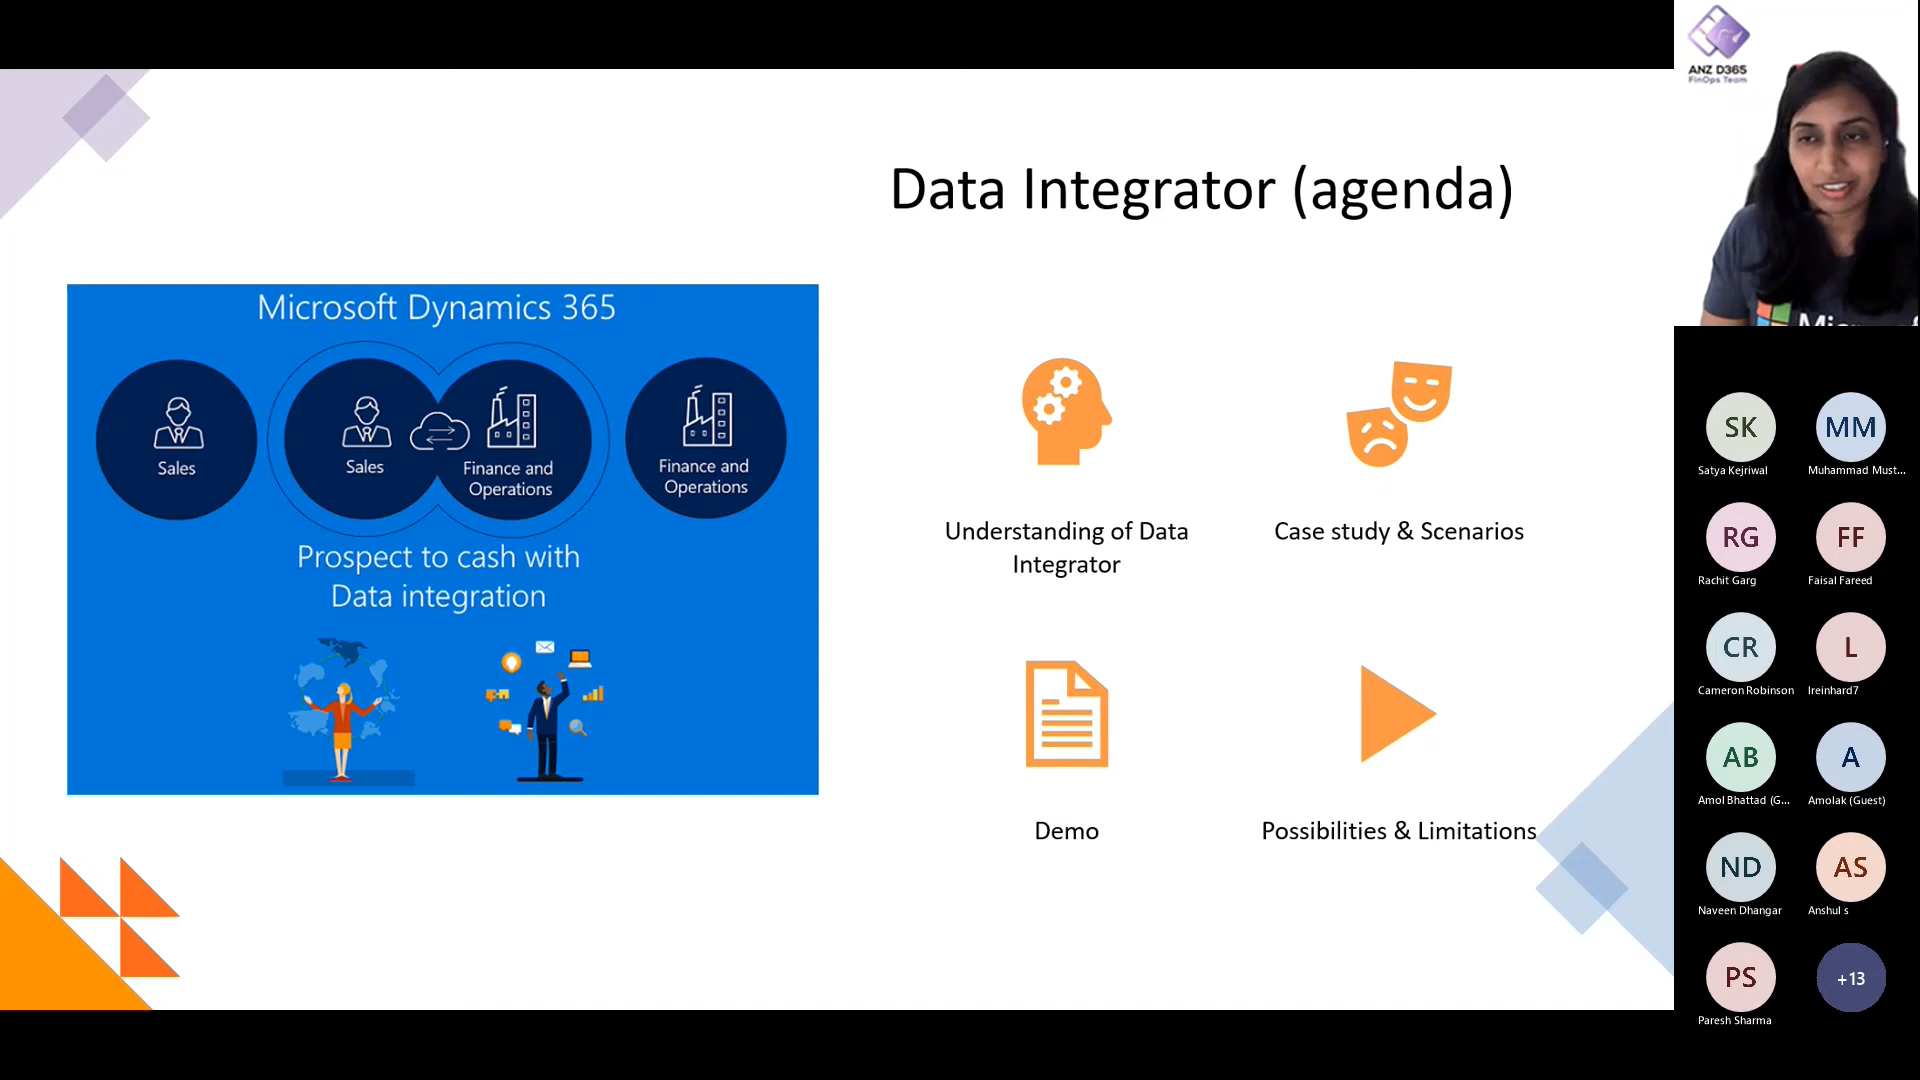 Data Integrator (agenda)
Microsoft Dynamics 365
Sales
Sales
Finance and
Operations
Finance and
Operations
Prospect to cash with
Data integration
Understanding of Data
Integrator
Case study & Scenarios
Demo
Possibilities & Limitations
ANZ D365
FinOps Team
SK
Satya Kejriwal
MM
Muhammad Must...
RG
Rachit Garg
FF
Faisal Fareed
CR
Cameron Robinson
L
lreinhard7
AB
Amol Bhattad (G...
A
Amolak (Guest)
ND
Naveen Dhangar
AS
Anshul s
PS
Paresh Sharma
+13